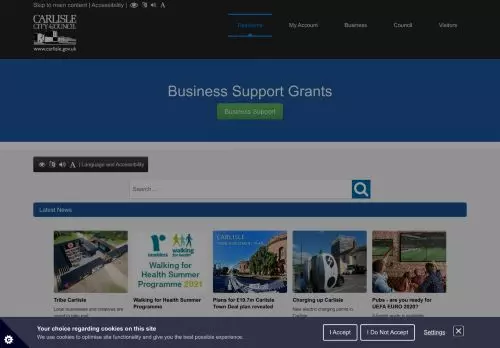 Skip to main content | Accessibility |
CARLISLE
CITY COUNCIL
www.carlisle.gov.uk
Residents
My Account
Business
Council
Visitors
Business Support Grants
Business Support
| Language and Accessibility
Search...
Latest News
walking for health
Walking for
Health Summer
Programme 2021
CARLISLE
Tribe Carlisle
Walking for Health Summer
Programme
Plans for £19.7m Carlisle
Town Deal plan revealed
Charging up Carlisle
Pubs - are you ready for
UEFA EURO 2020?
Local businesses and creatives are
New electric charging points in Carlisle
Your choice regarding cookies on this site
We use cookies to optimise site functionality and give you the best possible experience.
I Accept
I Do Not Accept
Settings